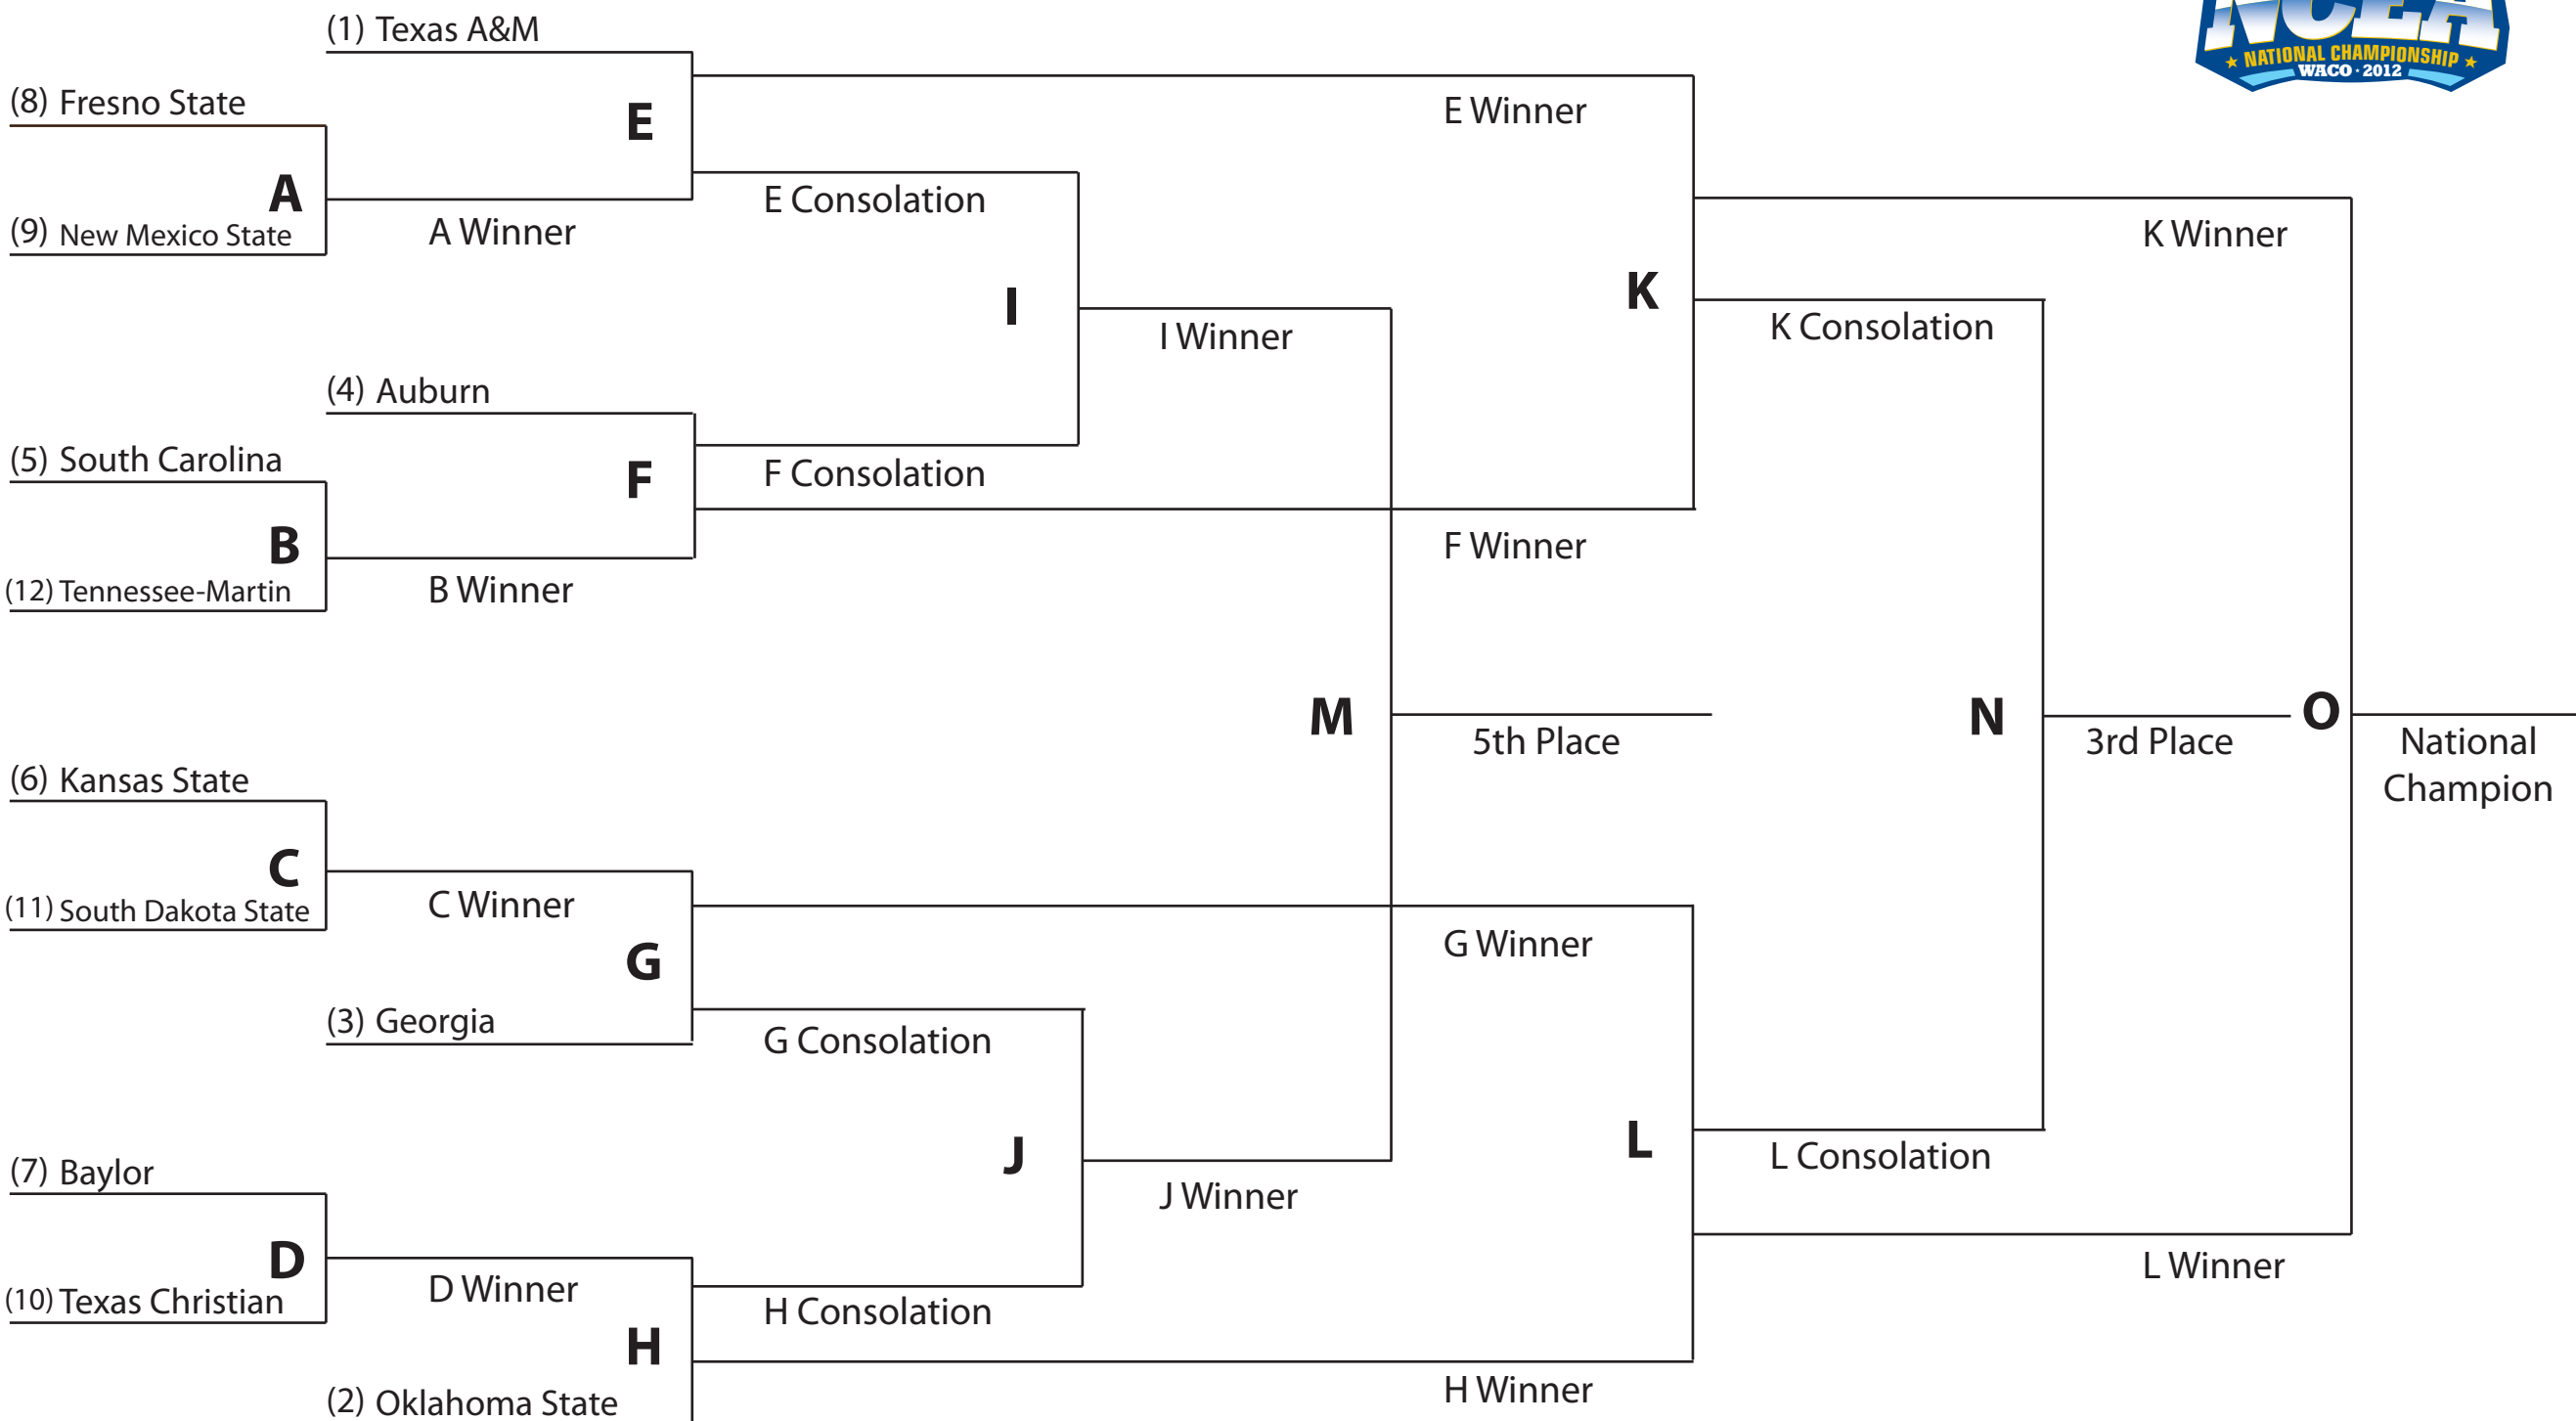 NCEA
NATIONAL CHAMPIONSHIP
WACO · 2012
(1) Texas A&M
(8) Fresno State
E
E Winner
A
(9) New Mexico State
A Winner
E Consolation
K Winner
I
K
I Winner
K Consolation
(4) Auburn
(5) South Carolina
F
F Consolation
B
F Winner
(12) Tennessee-Martin
B Winner
M
N
O
5th Place
3rd Place
National
Champion
(6) Kansas State
C
(11) South Dakota State
C Winner
G
G Winner
(3) Georgia
G Consolation
J
L
L Consolation
(7) Baylor
J Winner
D
(10) Texas Christian
D Winner
H Consolation
L Winner
H
(2) Oklahoma State
H Winner